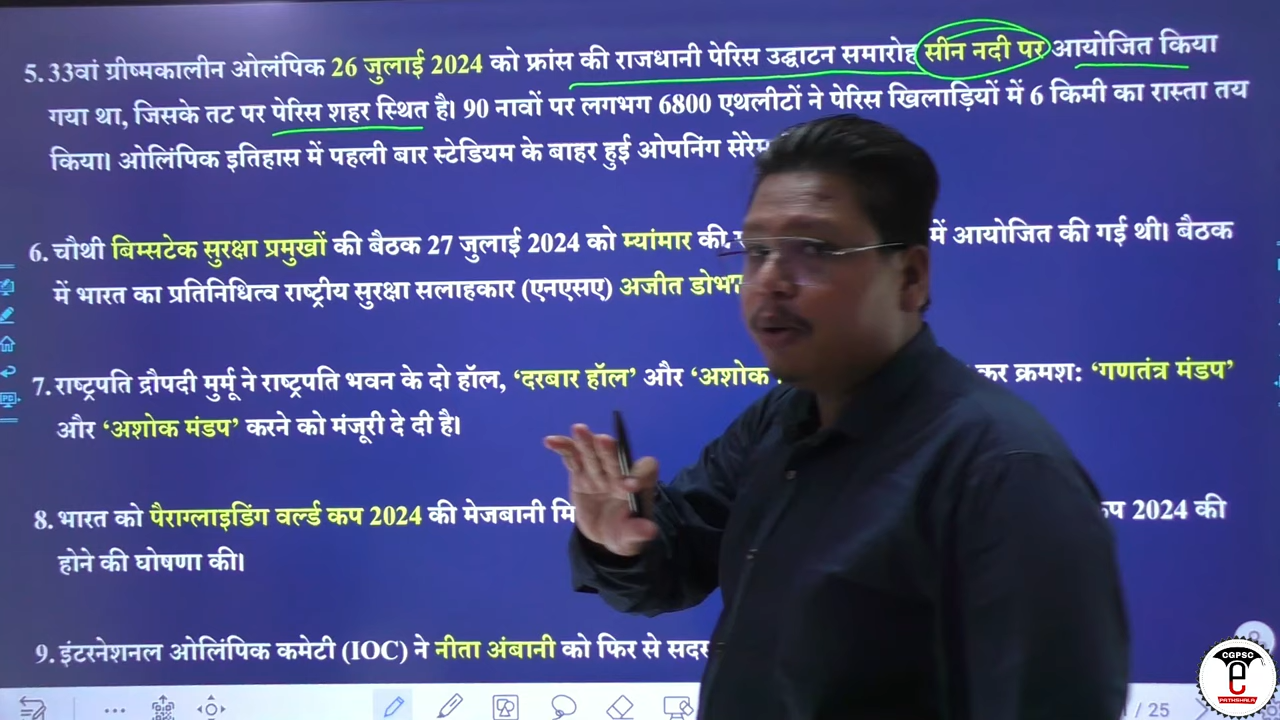 5. 33वां ग्रीष्मकालीन ओलंपिक 26 जुलाई 2024 को फ्रांस की राजधानी पेरिस उद्घाटन समारोह सीन नदी पर आयोजित किया
गया था, जिसके तट पर पेरिस शहर स्थित है। 90 नावों पर लगभग 6800 एथलीटों ने पेरिस खिलाड़ियों में 6 किमी का रास्ता तय
किया। ओलिंपिक इतिहास में पहली बार स्टेडियम के बाहर हुई ओपनिंग
6. चौथी बिम्सटेक सुरक्षा प्रमुखों की बैठक 27 जुलाई 2024 को म्यांमार की में आयोजित की गई थी। बैठक
में भारत का प्रतिनिधित्व राष्ट्रीय सुरक्षा सलाहकार (एनएसए) अजीत
7. राष्ट्रपति द्रौपदी मुर्मू ने राष्ट्रपति भवन के दो हॉल, ‘दरबार हॉल’ और ‘अशोक कर क्रमश: ‘गणतंत्र मंडप’
और ‘अशोक मंडप’ करने को मंजूरी दे दी है।
8. भारत को पैराग्लाइडिंग वर्ल्ड कप 2024 की मेजबानी 2024 की
होने की घोषणा की।
9. इंटरनेशनल ओलिंपिक कमेटी (IOC) ने नीता अंबानी को फिर से
/ 25
CGPSC
e
PATHSHALA